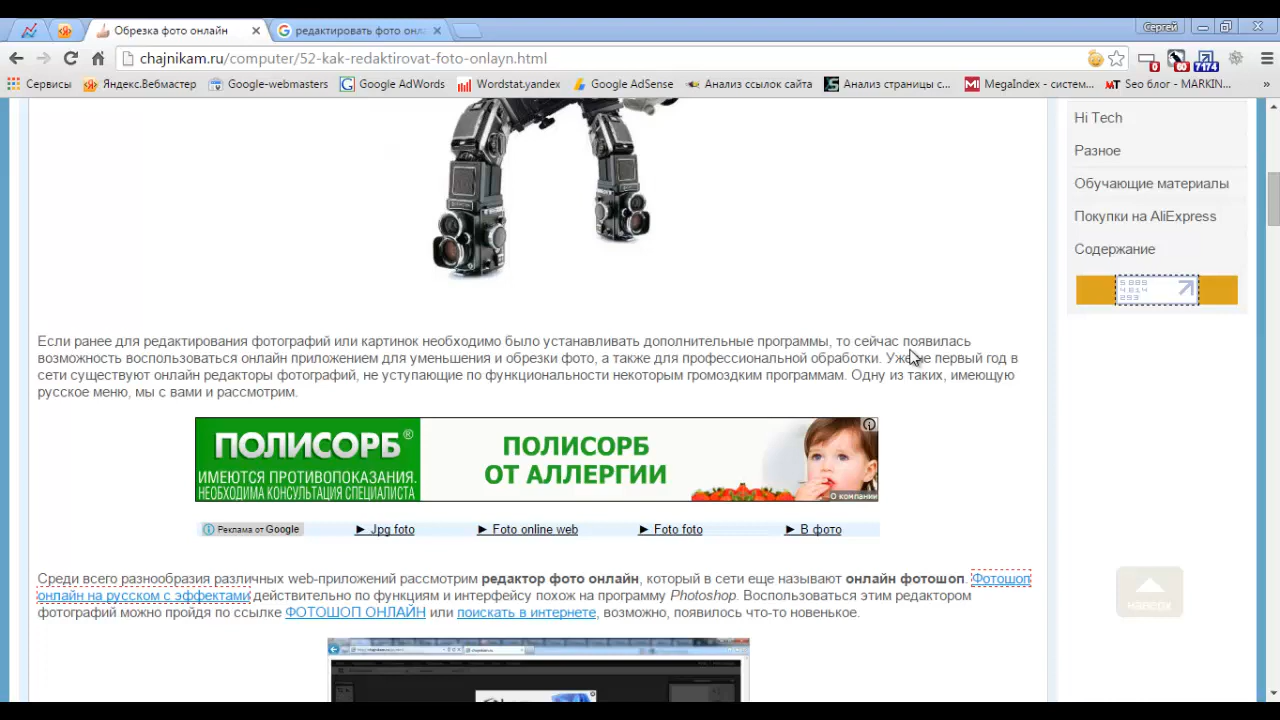 Обрезка фото онлайн
редактировать фото онл
Сергей
chajnikam.ru/computer/52-kak-redaktirovat-foto-onlayn.html
0
60
7174
Сервисы
Яндекс.Вебмастер
Google-webmasters
Google AdWords
Wordstat.yandex
Google AdSense
Анализ ссылок сайта
Анализ страницы с...
MegaIndex — систем...
Seo блог - MARKIN...
»
Hi Tech
Разное
Обучающие материалы
Покупки на AliExpress
Содержание
Если ранее для редактирования фотографий или картинок необходимо было устанавливать дополнительные программы, то сейчас появилась
возможность воспользоваться онлайн приложением для уменьшения и обрезки фото, а также для профессиональной обработки. Уже не первый год в
сети существуют онлайн редакторы фотографий, не уступающие по функциональности некоторым громоздким программам. Одну из таких, имеющую
русское меню, мы с вами и рассмотрим.
ПОЛИСОРБ®
ИМЕЮТСЯ ПРОТИВОПОКАЗАНИЯ.
НЕОБХОДИМА КОНСУЛЬТАЦИЯ СПЕЦИАЛИСТА
ПОЛИСОРБ
ОТ АЛЛЕРГИИ
О компании
Реклама от Google
► Jpg foto
► Foto online web
► Foto foto
► В фото
Среди всего разнообразия различных web-приложений рассмотрим редактор фото онлайн, который в сети еще называют онлайн фотошоп. Фотошоп
онлайн на русском с эффектами действительно по функциям и интерфейсу похож на программу Photoshop. Воспользоваться этим редактором
фотографий можно пройдя по ссылке ФОТОШОП ОНЛАЙН или поискать в интернете, возможно, появилось что-то новенькое.